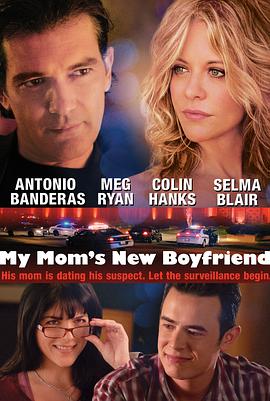 ANTONIO MEG COLIN SELMA
BANDERAS RYAN HANKS BLAIR
My Mom's New Boyfriend
His mom is dating his suspect. Let the surveillance begin.